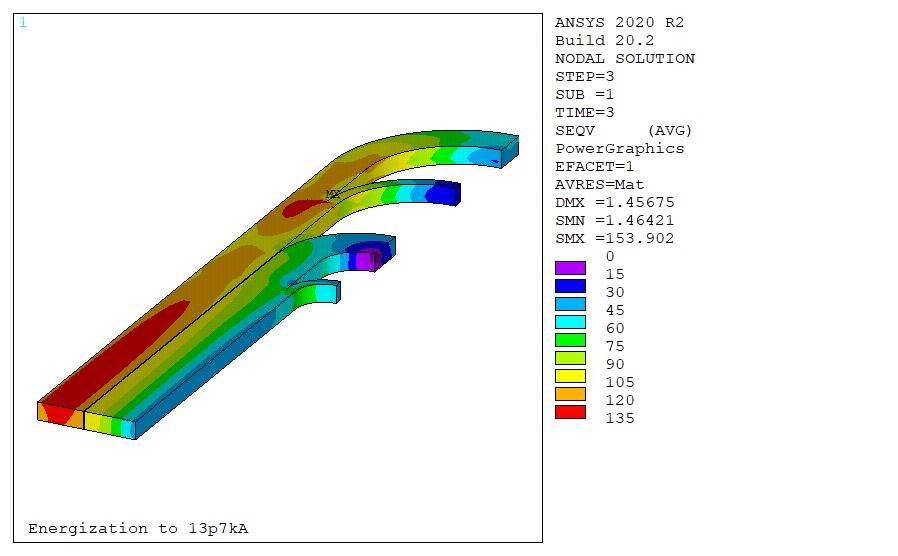 1
ANSYS 2020 R2
Build 20.2
NODAL SOLUTION
STEP=3
SUB =1
TIME=3
SEQV     (AVG)
PowerGraphics
EFACET=1
AVRES=Mat
DMX =1.45675
SMN =1.46421
SMX =153.902
0
15
30
45
60
75
90
105
120
135
MX
MN
Energization to 13p7kA